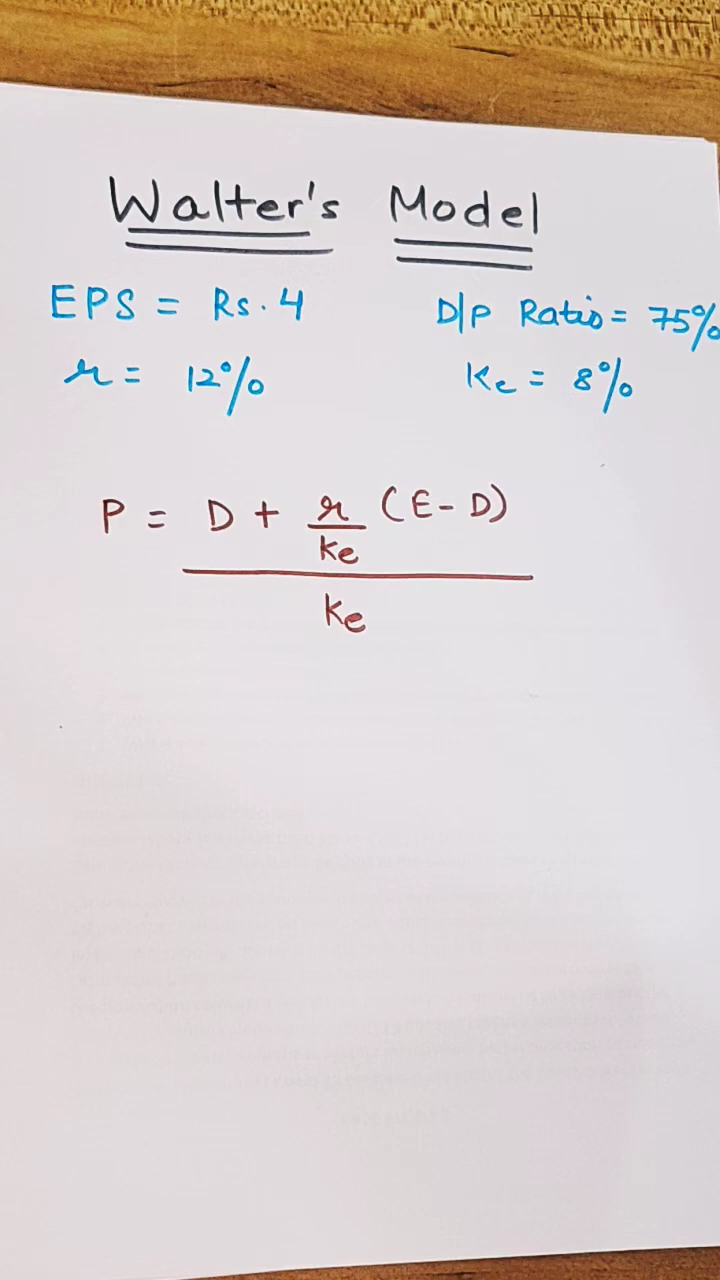 Walter's Model
EPS = Rs. 4 D/P Ratio = 75%
r = 12% Ke = 8%
P = D + r/ke (E - D)
ke